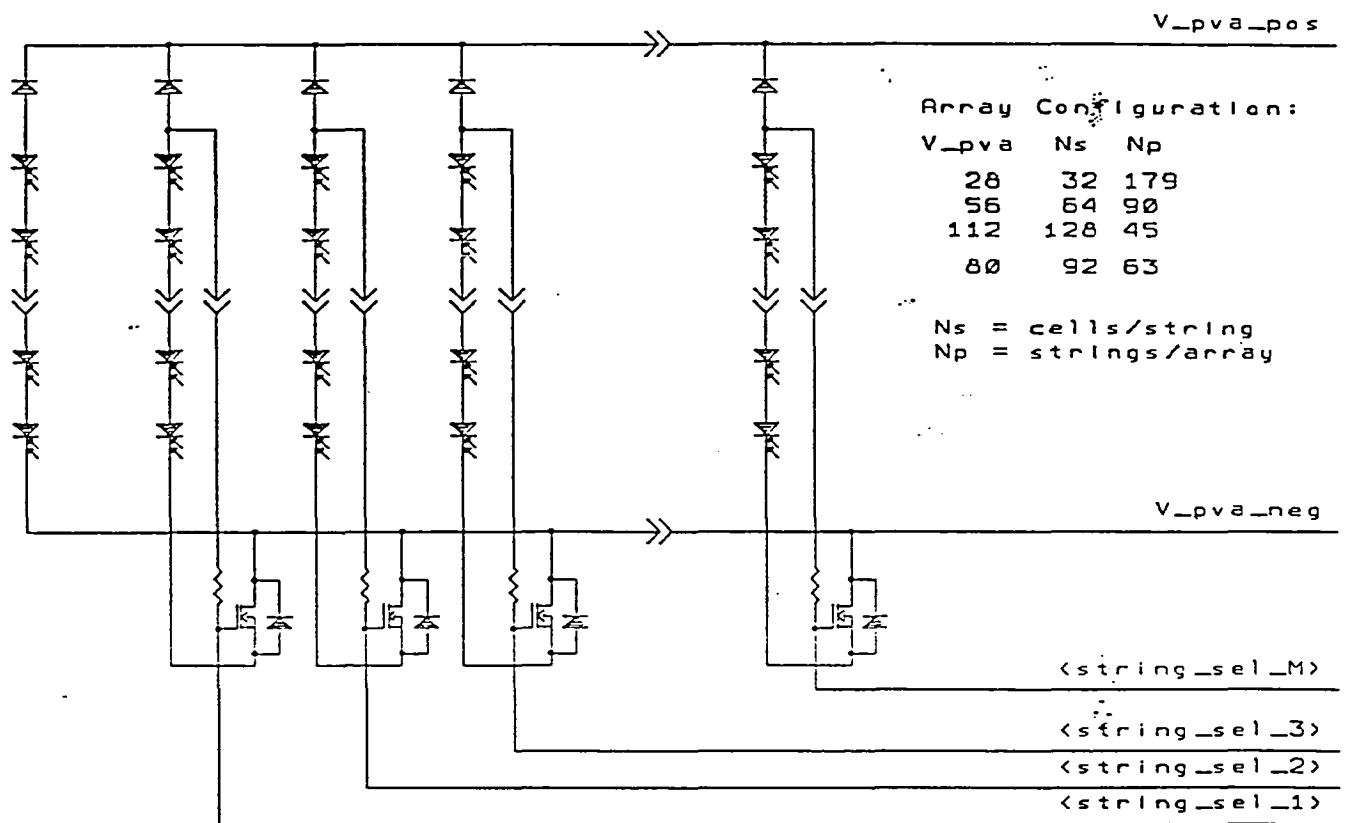 V_pva_pos
Array Configuration:
V_pva Ns Np
28 32 179
56 64 90
112 128 45
80 92 63
Ns = cells/string
Np = strings/array
V_pva_neg
<string_sel_M>
<string_sel_3>
<string_sel_2>
<string_sel_1>